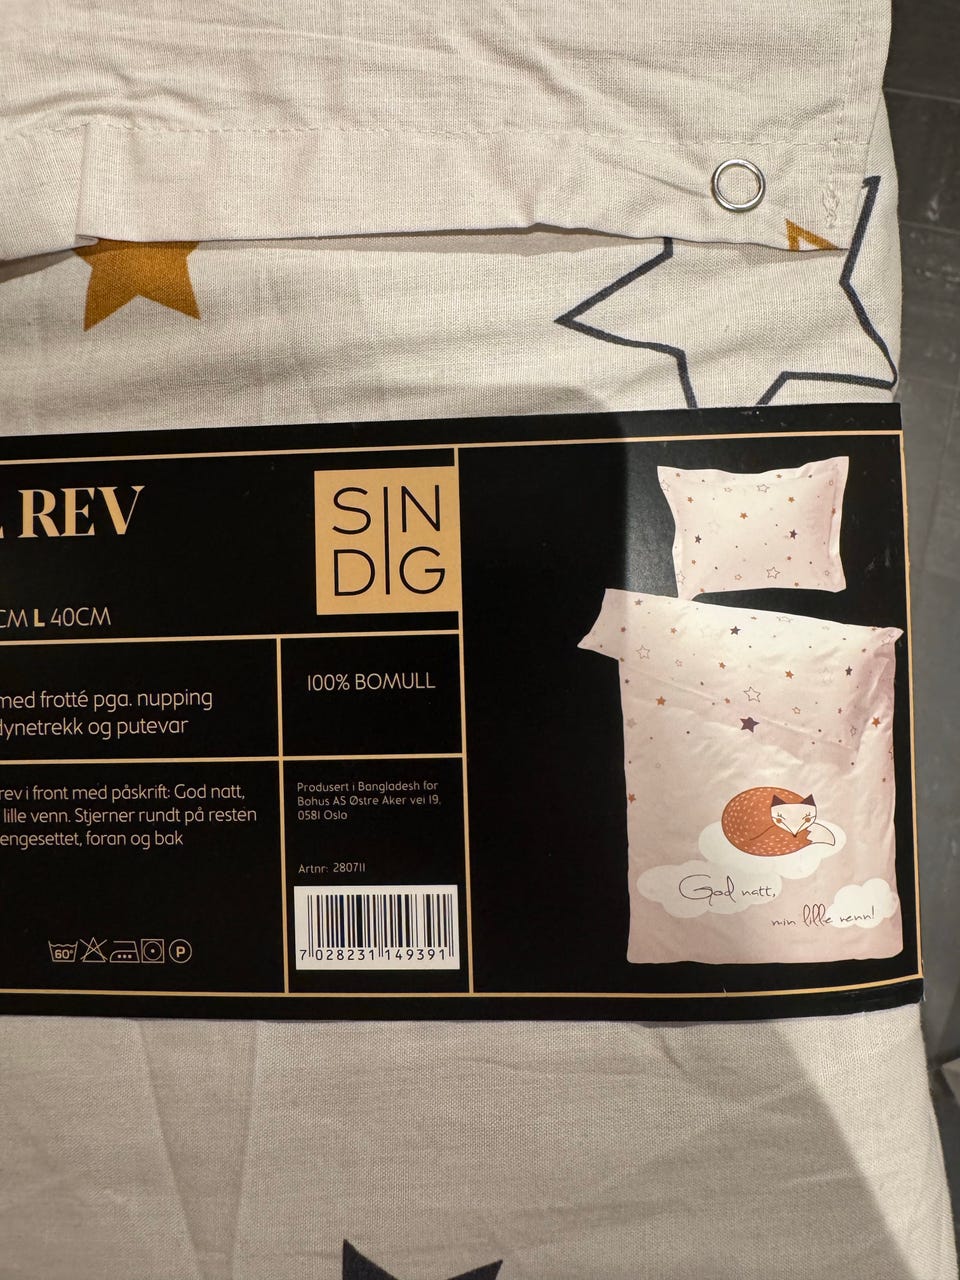 REV
SIN
DIG
CM L 40CM
med frotté pga. nupping
dynetrekk og putevar
100% BOMULL
rev i front med påskrift: God natt,
lille venn. Stjerner rundt på resten
engesettet, foran og bak
Produsert i Bangladesh for
Bohus AS Østre Aker vei 19,
0581 Oslo
Artnr: 280711
7 028231 149391
60°
P
God natt,
min lille venn!